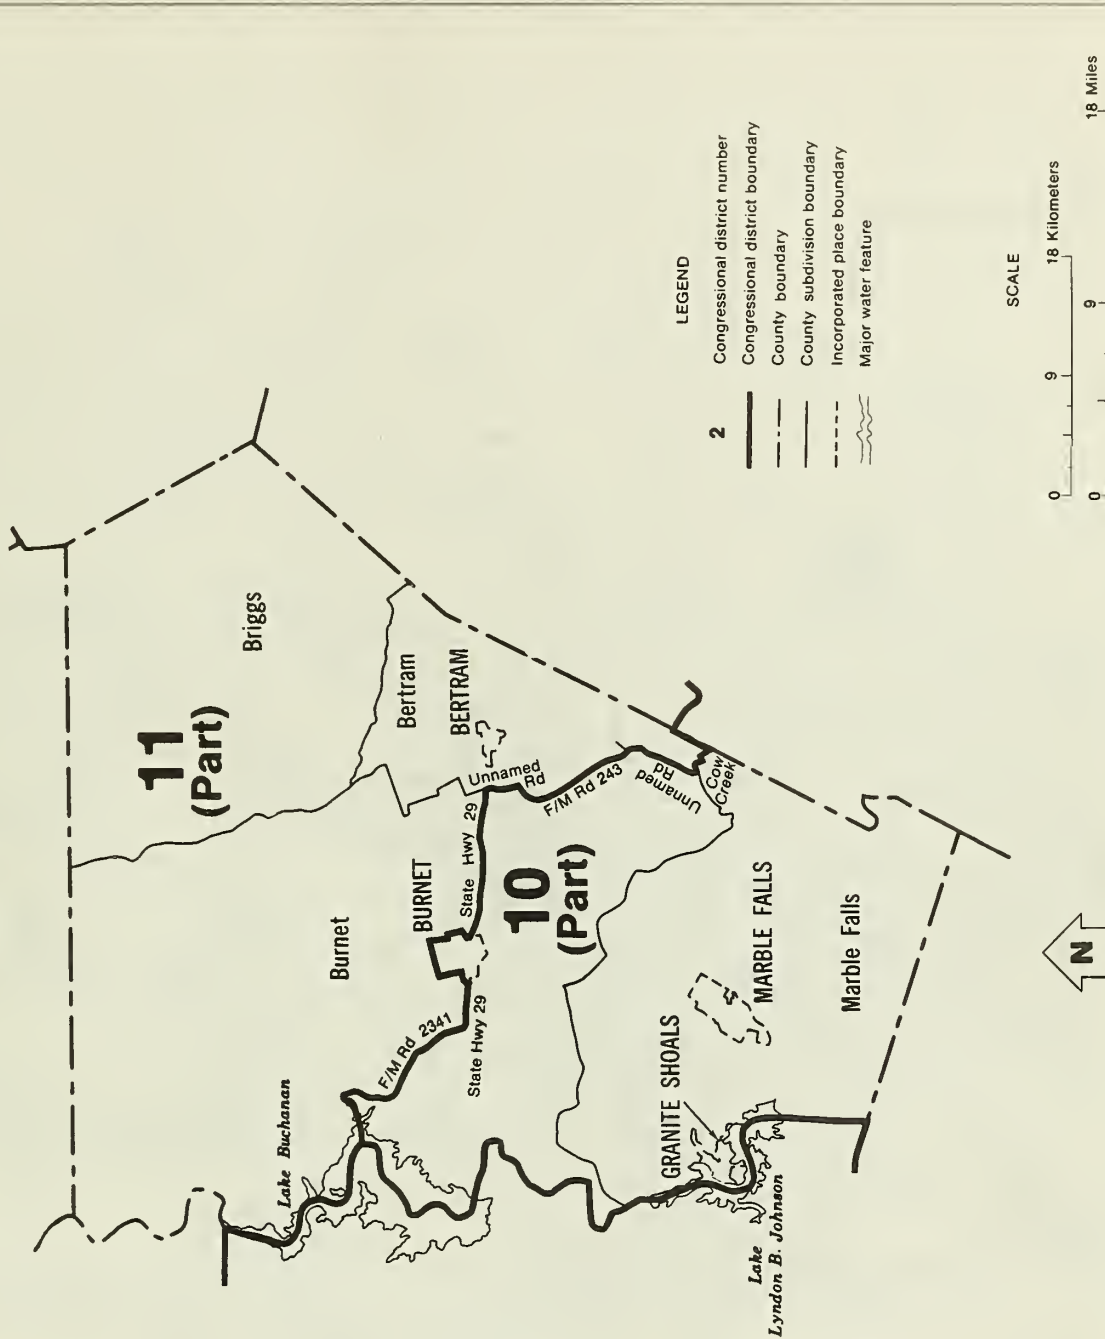 11
(Part)
Briggs
Bertram
BERTRAM
Unnamed
Rd
F/M Rd 243
Unnamed
Rd
Cow
Creek
State Hwy 29
BURNET
Burnet
10
(Part)
State Hwy 29
F/M Rd 2341
Lake Buchanan
GRANITE SHOALS
MARBLE FALLS
Marble Falls
Lake
Lyndon B. Johnson
LEGEND
2 Congressional district number
Congressional district boundary
County boundary
County subdivision boundary
Incorporated place boundary
Major water feature
SCALE
0 9 18 Kilometers
0 9 18 Miles
N